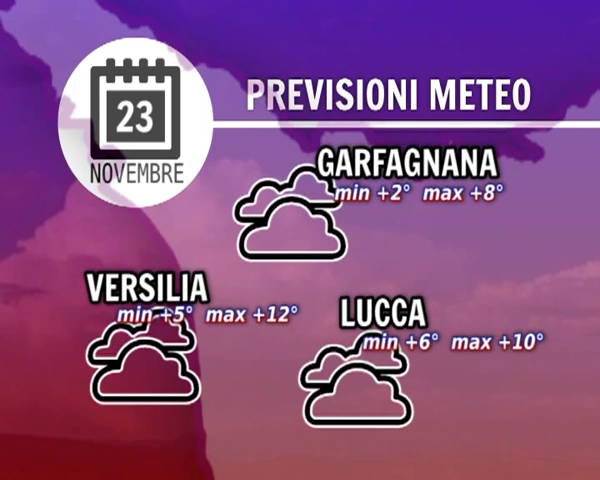 23
NOVEMBRE
PREVISIONI METEO
GARFAGNANA
min +2° max +8°
VERSILIA
min +5° max +12°
LUCCA
min +6° max +10°